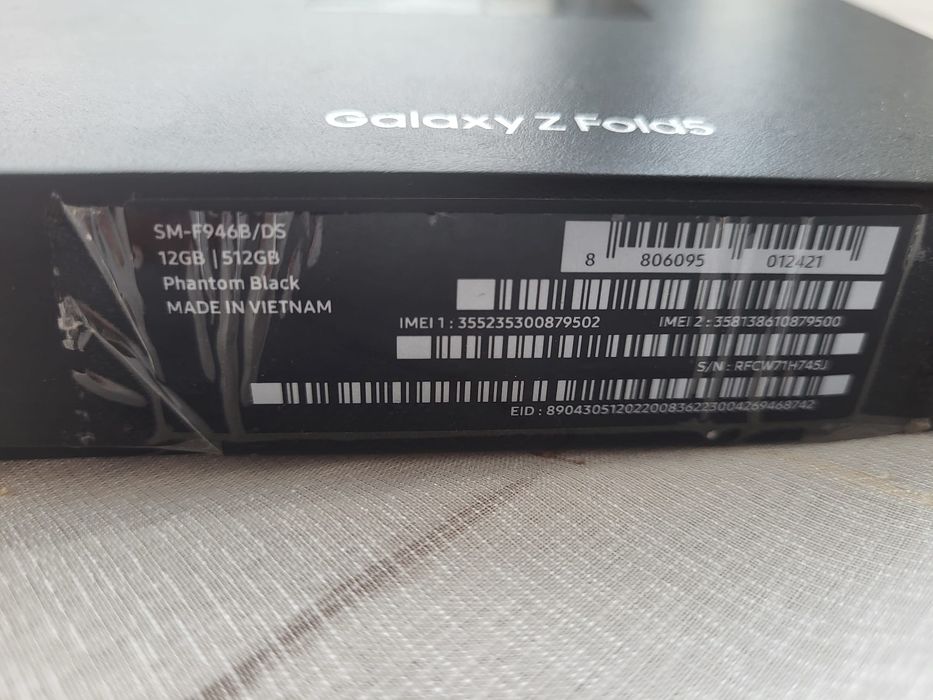 Galaxy Z Fold5
SM-F946B/DS
12GB | 512GB
Phantom Black
MADE IN VIETNAM
8 806095 012421
IMEI 1 : 355235300879502 IMEI 2 : 358138610879500
S/N : RFCW71H745J
EID : 89043051202200836223004269468742